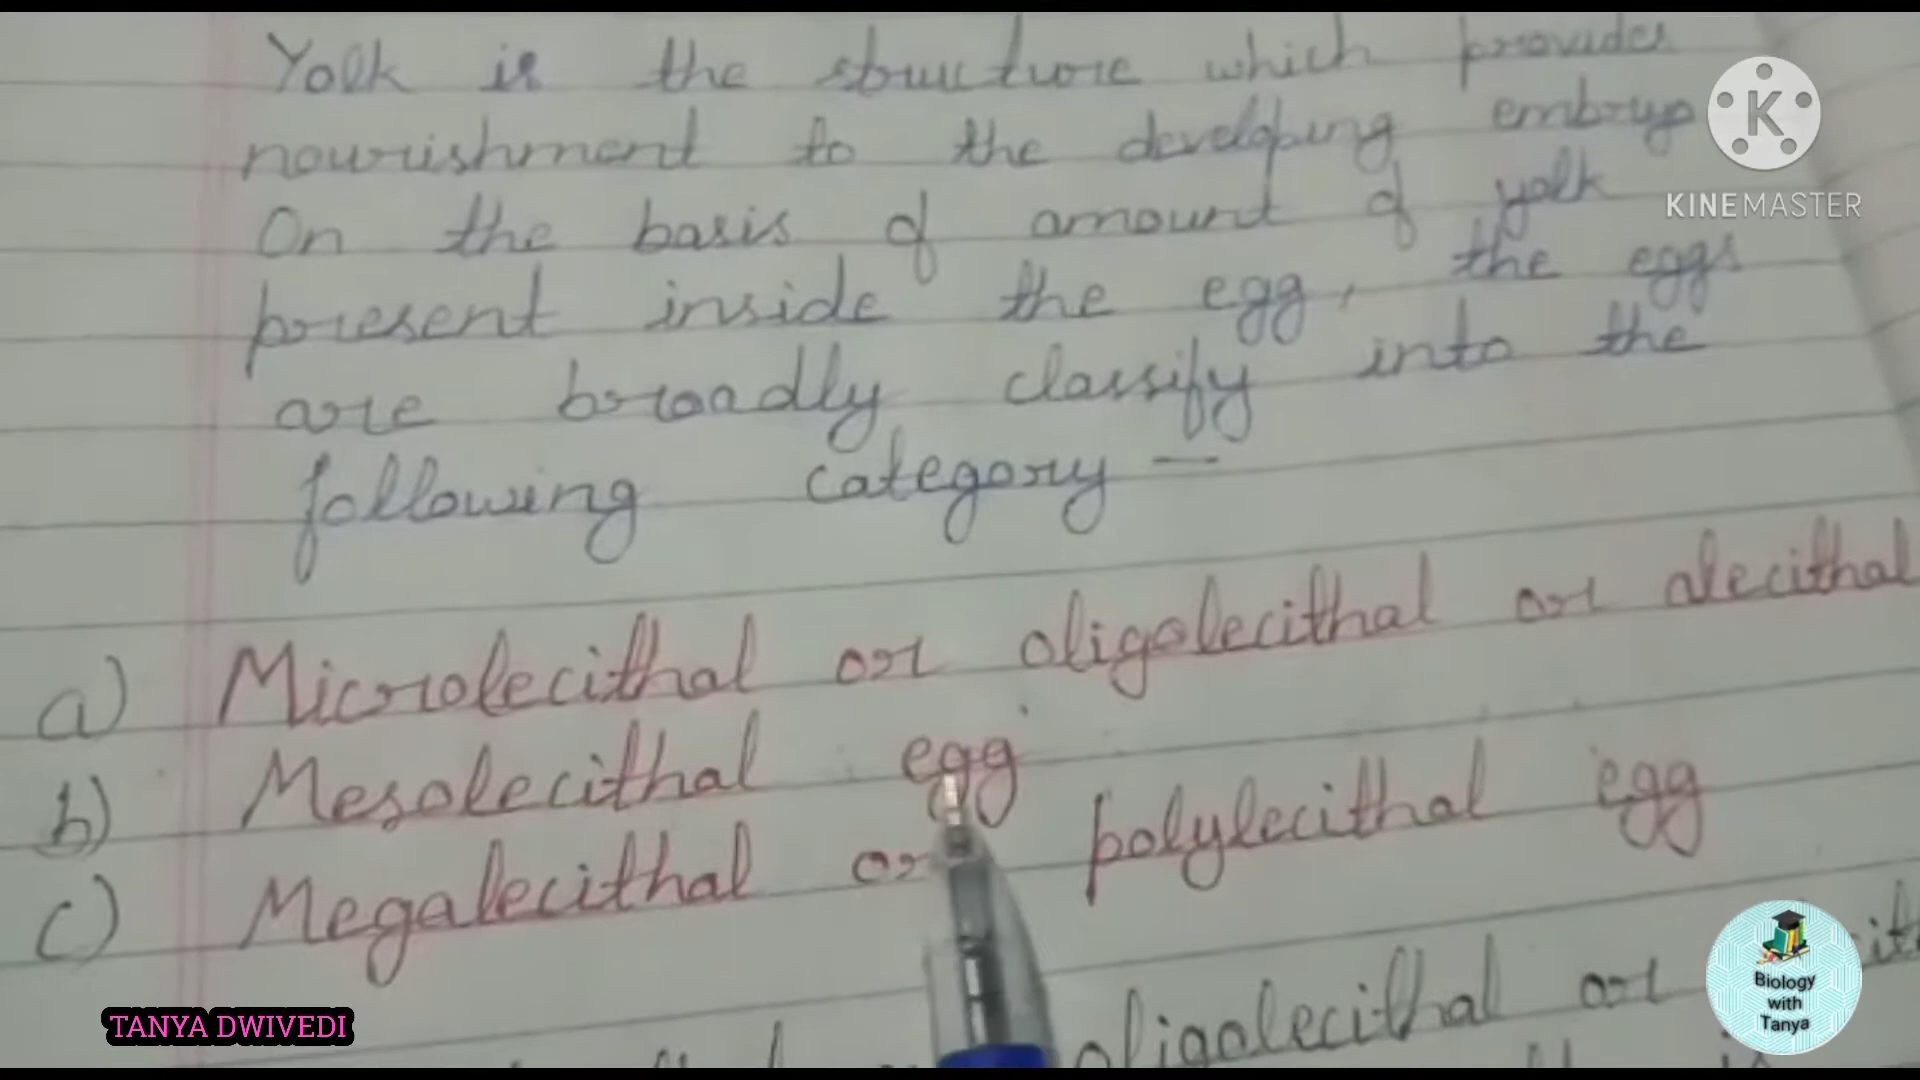 Yolk is the structure which provides
nourishment to the developing embryo
On the basis of amount of yolk
present inside the egg, the eggs
are broadly classify into the
following category —
a) Microlecithal or oligolecithal or alecithal
b) Mesolecithal egg
c) Megalecithal or polylecithal egg
oligolecithal or
KINEMASTER
TANYA DWIVEDI
Biology
with
Tanya